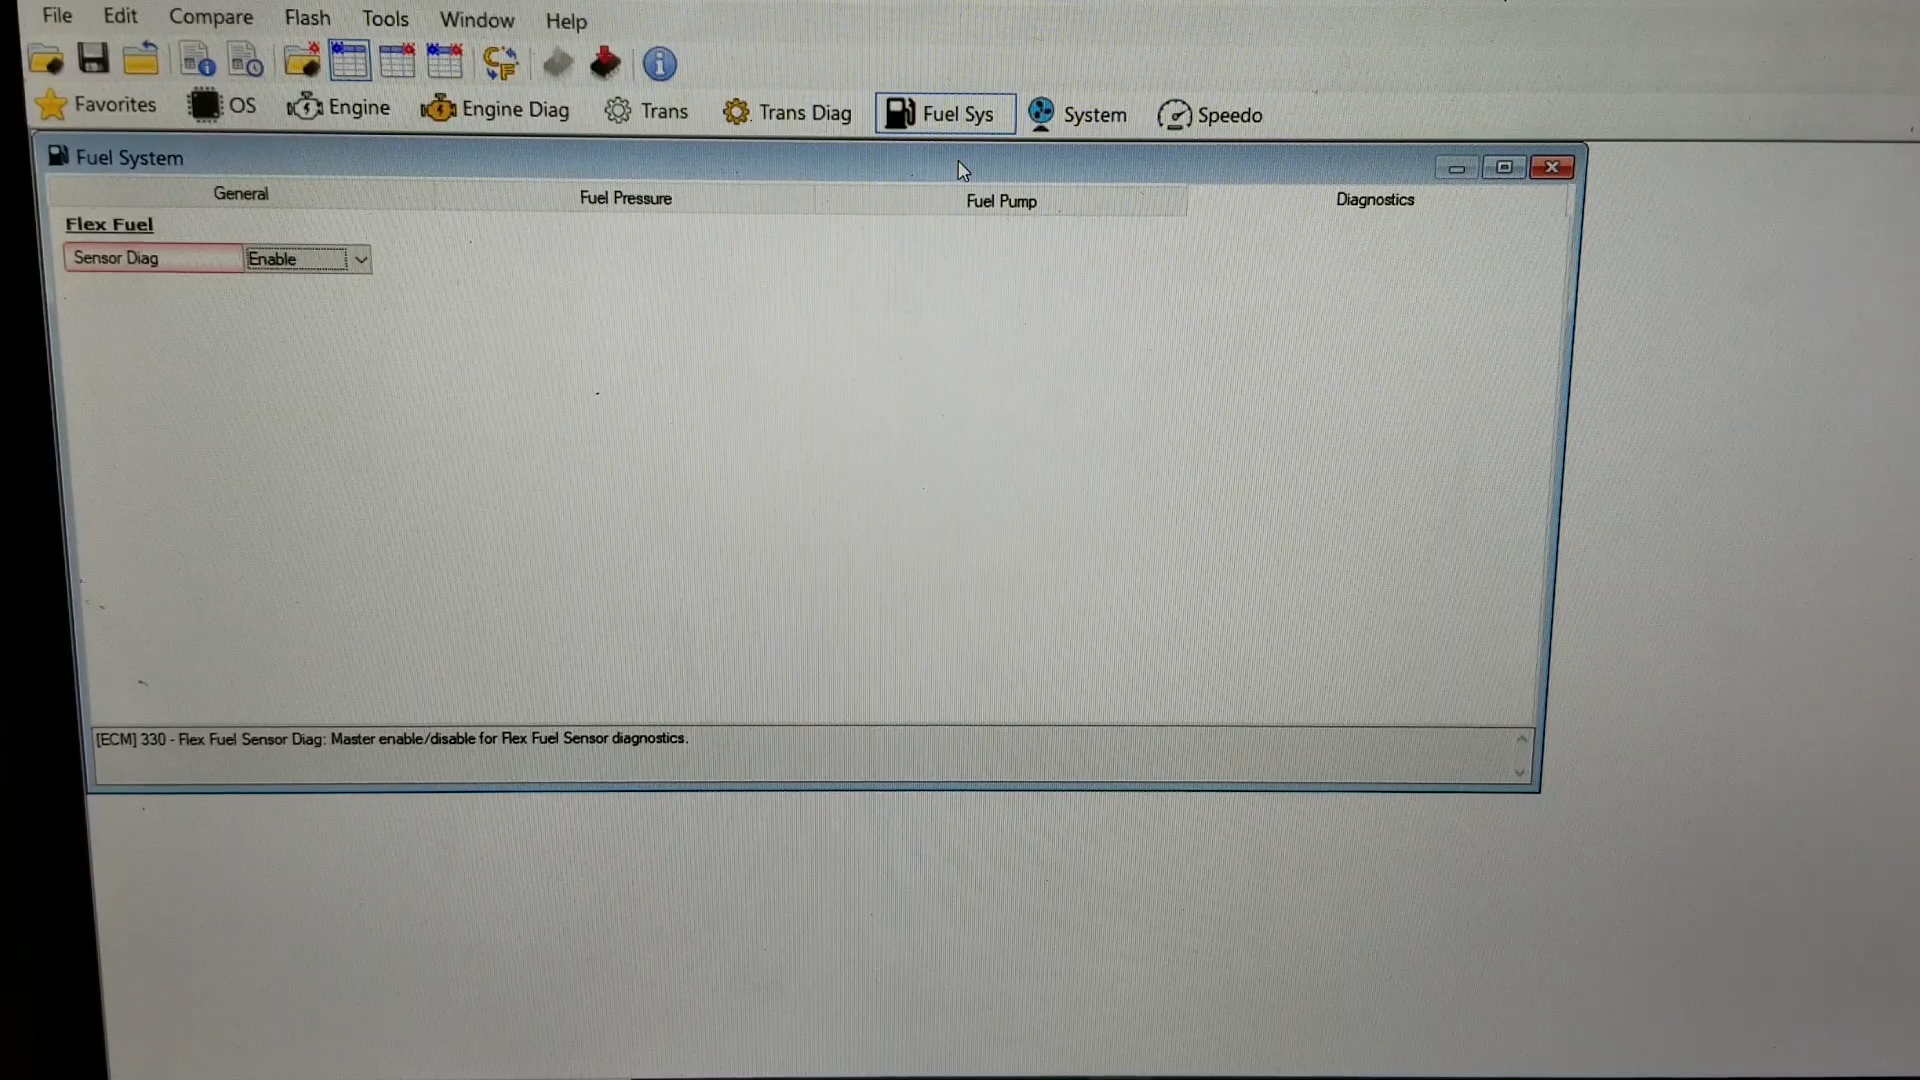 File Edit Compare Flash Tools Window Help
Favorites OS Engine Engine Diag Trans Trans Diag Fuel Sys System Speedo
Fuel System
General Fuel Pressure Fuel Pump Diagnostics
Flex Fuel
Sensor Diag Enable
[ECM] 330 - Flex Fuel Sensor Diag: Master enable/disable for Flex Fuel Sensor diagnostics.